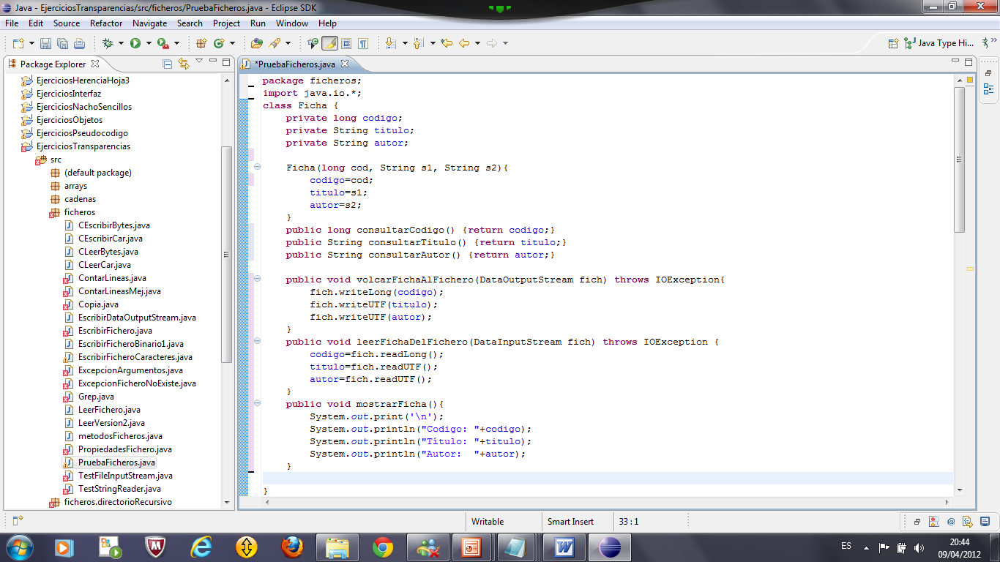 Java - EjerciciosTransparencias/src/ficheros/PruebaFicheros.java - Eclipse SDK
File Edit Source Refactor Navigate Search Project Run Window Help
Java Type Hi...
Package Explorer
EjerciciosHerenciaHoja3
EjerciciosInterfaz
EjerciciosNachoSencillos
EjerciciosObjetos
EjerciciosPseudocodigo
EjerciciosTransparencias
src
(default package)
arrays
cadenas
ficheros
CEscribirBytes.java
CEscribirCar.java
CLeerBytes.java
CLeerCar.java
ContarLineas.java
ContarLineasMej.java
Copia.java
EscribirDataOutputStream.java
EscribirFichero.java
EscribirFicheroBinario1.java
EscribirFicheroCaracteres.java
ExcepcionArgumentos.java
ExcepcionFicheroNoExiste.java
Grep.java
LeerFichero.java
LeerVersion2.java
metodosFicheros.java
PropiedadesFichero.java
PruebaFicheros.java
TestFileInputStream.java
TestStringReader.java
ficheros.directorioRecursivo
*PruebaFicheros.java
package ficheros;
import java.io.*;
class Ficha {
    private long codigo;
    private String titulo;
    private String autor;
    Ficha(long cod, String s1, String s2){
        codigo=cod;
        titulo=s1;
        autor=s2;
    }
    public long consultarCodigo() {return codigo;}
    public String consultarTitulo() {return titulo;}
    public String consultarAutor() {return autor;}
    public void volcarFichaAlFichero(DataOutputStream fich) throws IOException{
        fich.writeLong(codigo);
        fich.writeUTF(titulo);
        fich.writeUTF(autor);
    }
    public void leerFichaDelFichero(DataInputStream fich) throws IOException {
        codigo=fich.readLong();
        titulo=fich.readUTF();
        autor=fich.readUTF();
    }
    public void mostrarFicha(){
        System.out.print('\n');
        System.out.println("Codigo: "+codigo);
        System.out.println("Título: "+titulo);
        System.out.println("Autor:  "+autor);
    }
}
Writable Smart Insert 33 : 1
ES 20:44
09/04/2012